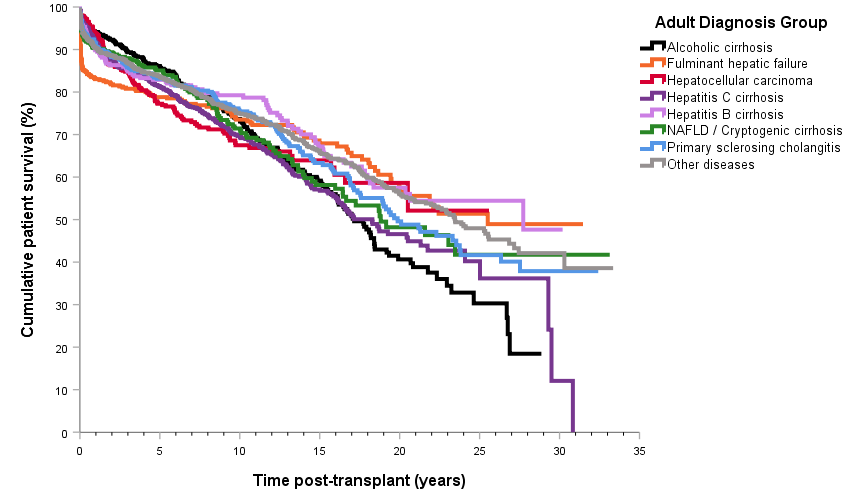 Adult Diagnosis Group
Alcoholic cirrhosis
Fulminant hepatic failure
Hepatocellular carcinoma
Hepatitis C cirrhosis
Hepatitis B cirrhosis
NAFLD / Cryptogenic cirrhosis
Primary sclerosing cholangitis
Other diseases
Cumulative patient survival (%)
100
90
80
70
60
50
40
30
20
10
0
0 5 10 15 20 25 30 35
Time post-transplant (years)